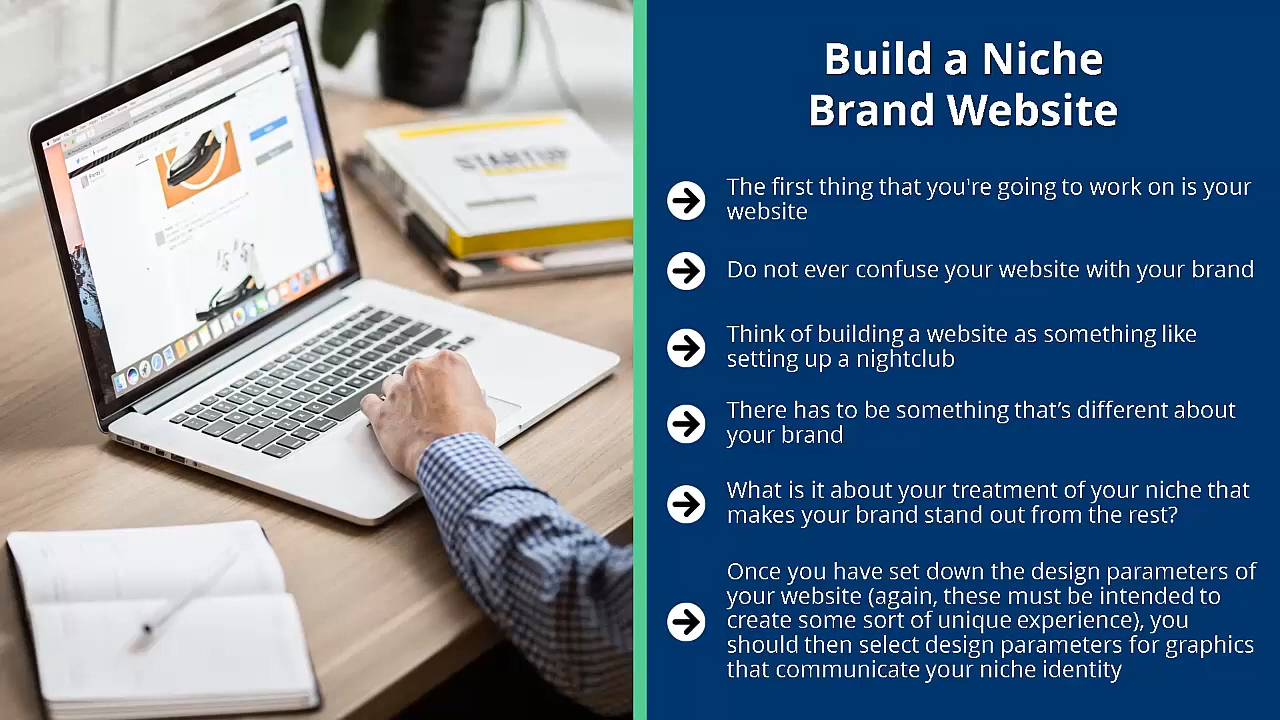 Build a Niche
Brand Website
The first thing that you're going to work on is your
website
Do not ever confuse your website with your brand
Think of building a website as something like
setting up a nightclub
There has to be something that’s different about
your brand
What is it about your treatment of your niche that
makes your brand stand out from the rest?
Once you have set down the design parameters of
your website (again, these must be intended to
create some sort of unique experience), you
should then select design parameters for graphics
that communicate your niche identity
STARTUP